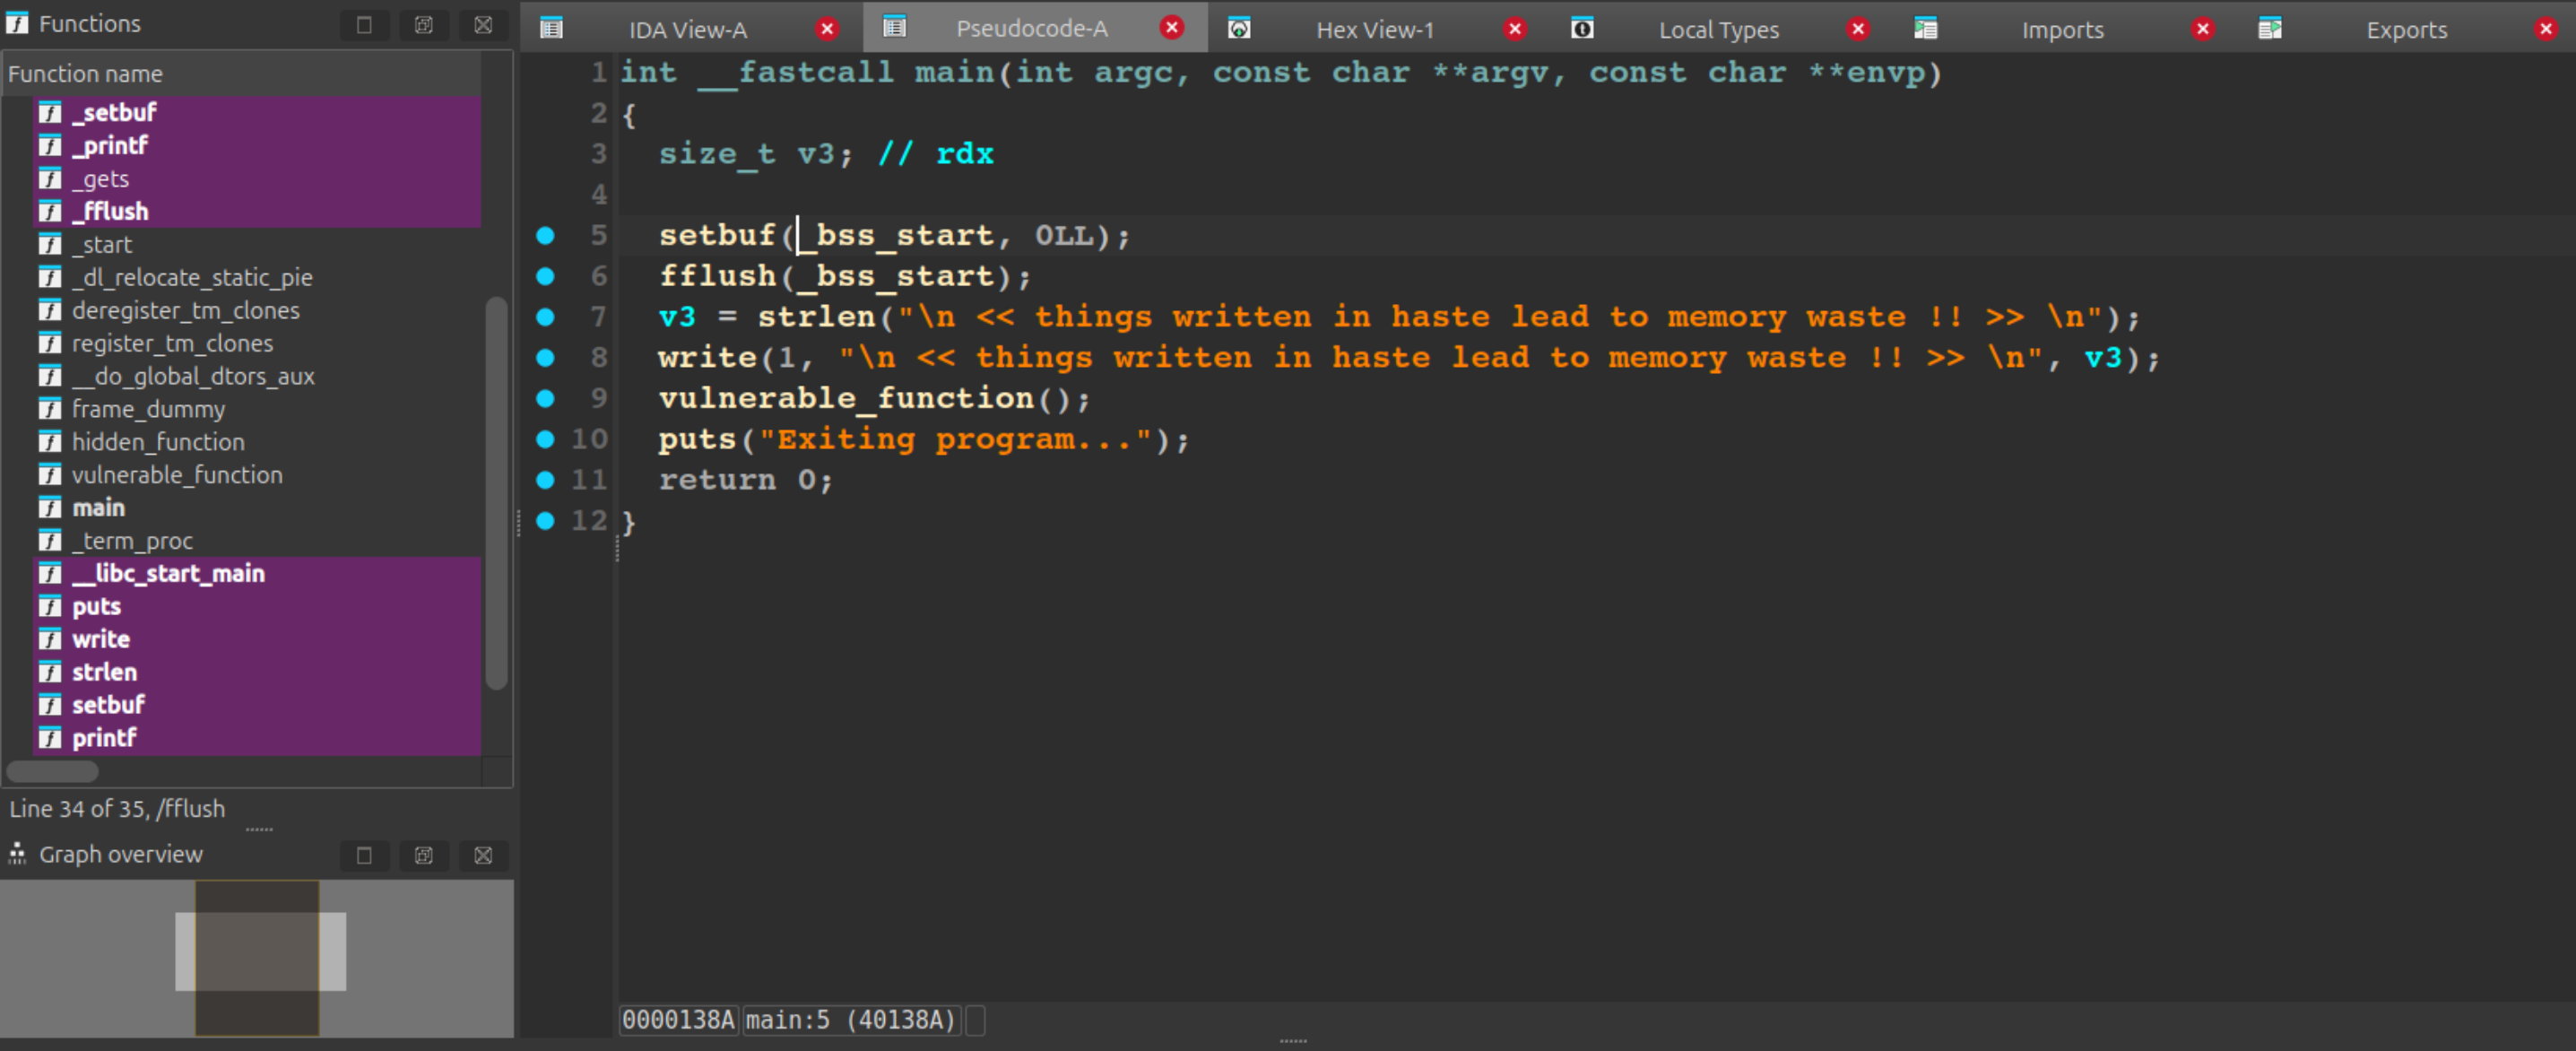 Functions
Function name
_setbuf
_printf
_gets
_fflush
_start
_dl_relocate_static_pie
deregister_tm_clones
register_tm_clones
__do_global_dtors_aux
frame_dummy
hidden_function
vulnerable_function
main
_term_proc
__libc_start_main
puts
write
strlen
setbuf
printf
Line 34 of 35, /fflush
Graph overview
IDA View-A Pseudocode-A Hex View-1 Local Types Imports Exports
1 int __fastcall main(int argc, const char **argv, const char **envp)
2 {
3   size_t v3; // rdx
4
5   setbuf(_bss_start, 0LL);
6   fflush(_bss_start);
7   v3 = strlen("\n << things written in haste lead to memory waste !! >> \n");
8   write(1, "\n << things written in haste lead to memory waste !! >> \n", v3);
9   vulnerable_function();
10   puts("Exiting program...");
11   return 0;
12 }
0000138A main:5 (40138A)